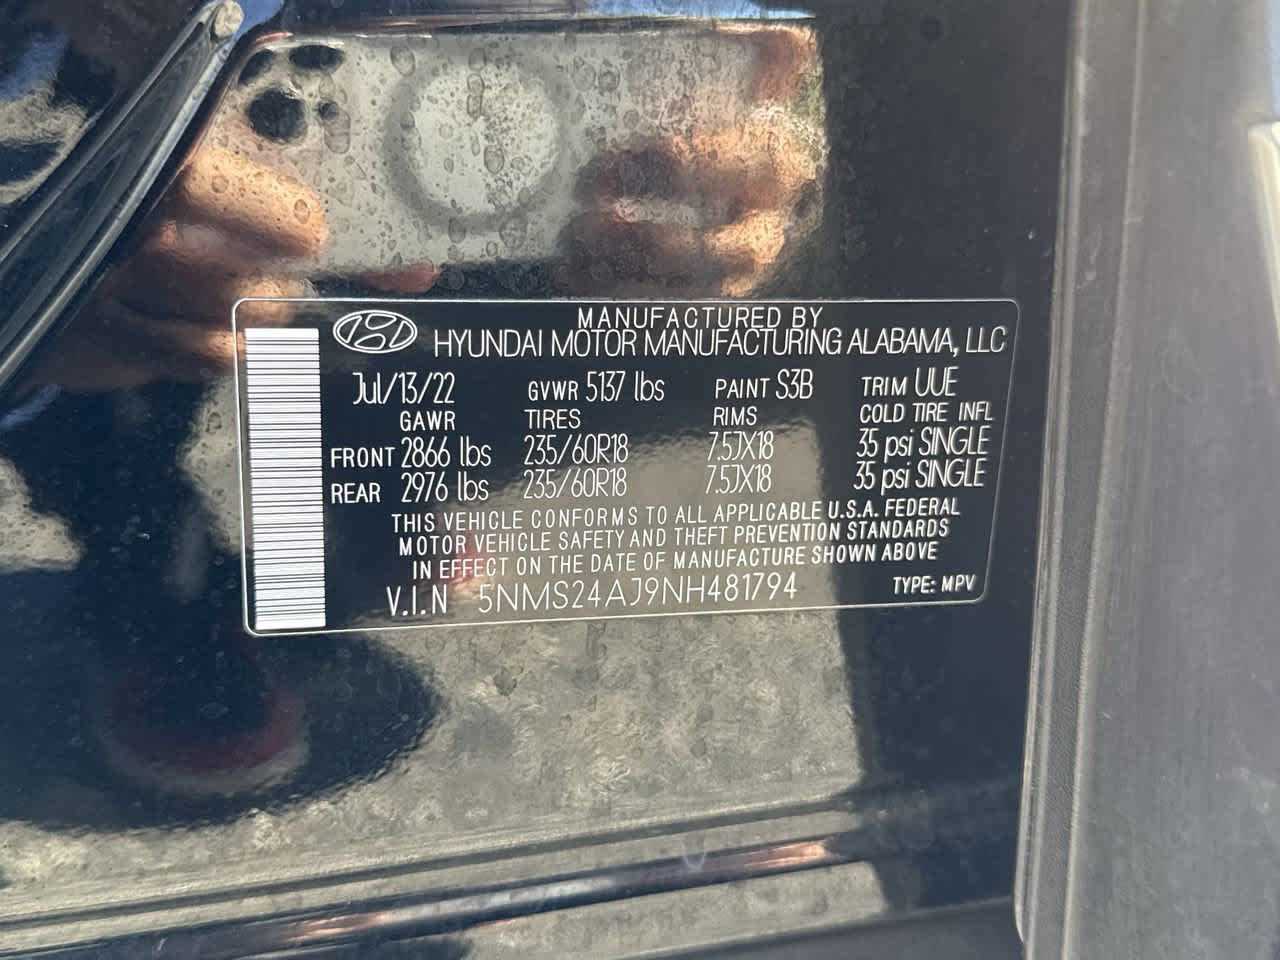 MANUFACTURED BY
HYUNDAI MOTOR MANUFACTURING ALABAMA, LLC
Jul/13/22 GVWR 5137 lbs PAINT S3B TRIM UUE
GAWR TIRES RIMS COLD TIRE INFL
FRONT 2866 lbs 235/60R18 7.5JX18 35 psi SINGLE
REAR 2976 lbs 235/60R18 7.5JX18 35 psi SINGLE
THIS VEHICLE CONFORMS TO ALL APPLICABLE U.S.A. FEDERAL
MOTOR VEHICLE SAFETY AND THEFT PREVENTION STANDARDS
IN EFFECT ON THE DATE OF MANUFACTURE SHOWN ABOVE
V.I.N 5NMS24AJ9NH481794 TYPE: MPV